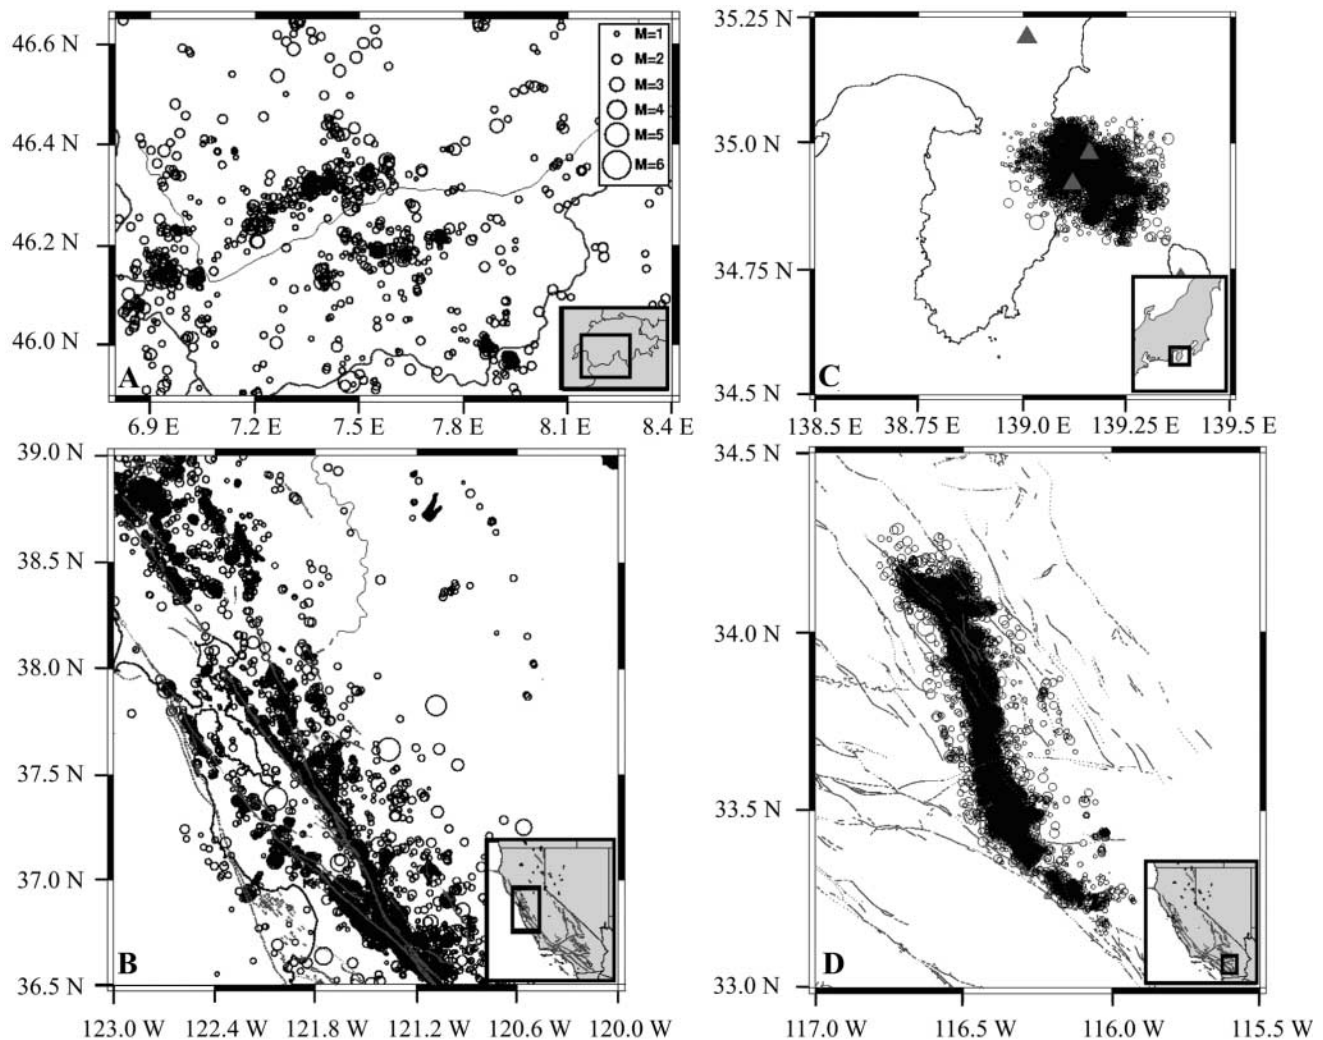 46.6 N
46.4 N
46.2 N
46.0 N
M=1
M=2
M=3
M=4
M=5
M=6
A
6.9 E 7.2 E 7.5 E 7.8 E 8.1 E 8.4 E
35.25 N
35.0 N
34.75 N
34.5 N
C
138.5 E 38.75 E 139.0 E 139.25 E 139.5 E
39.0 N
38.5 N
38.0 N
37.5 N
37.0 N
36.5 N
B
123.0 W 122.4 W 121.8 W 121.2 W 120.6 W 120.0 W
34.5 N
34.0 N
33.5 N
33.0 N
D
117.0 W 116.5 W 116.0 W 115.5 W